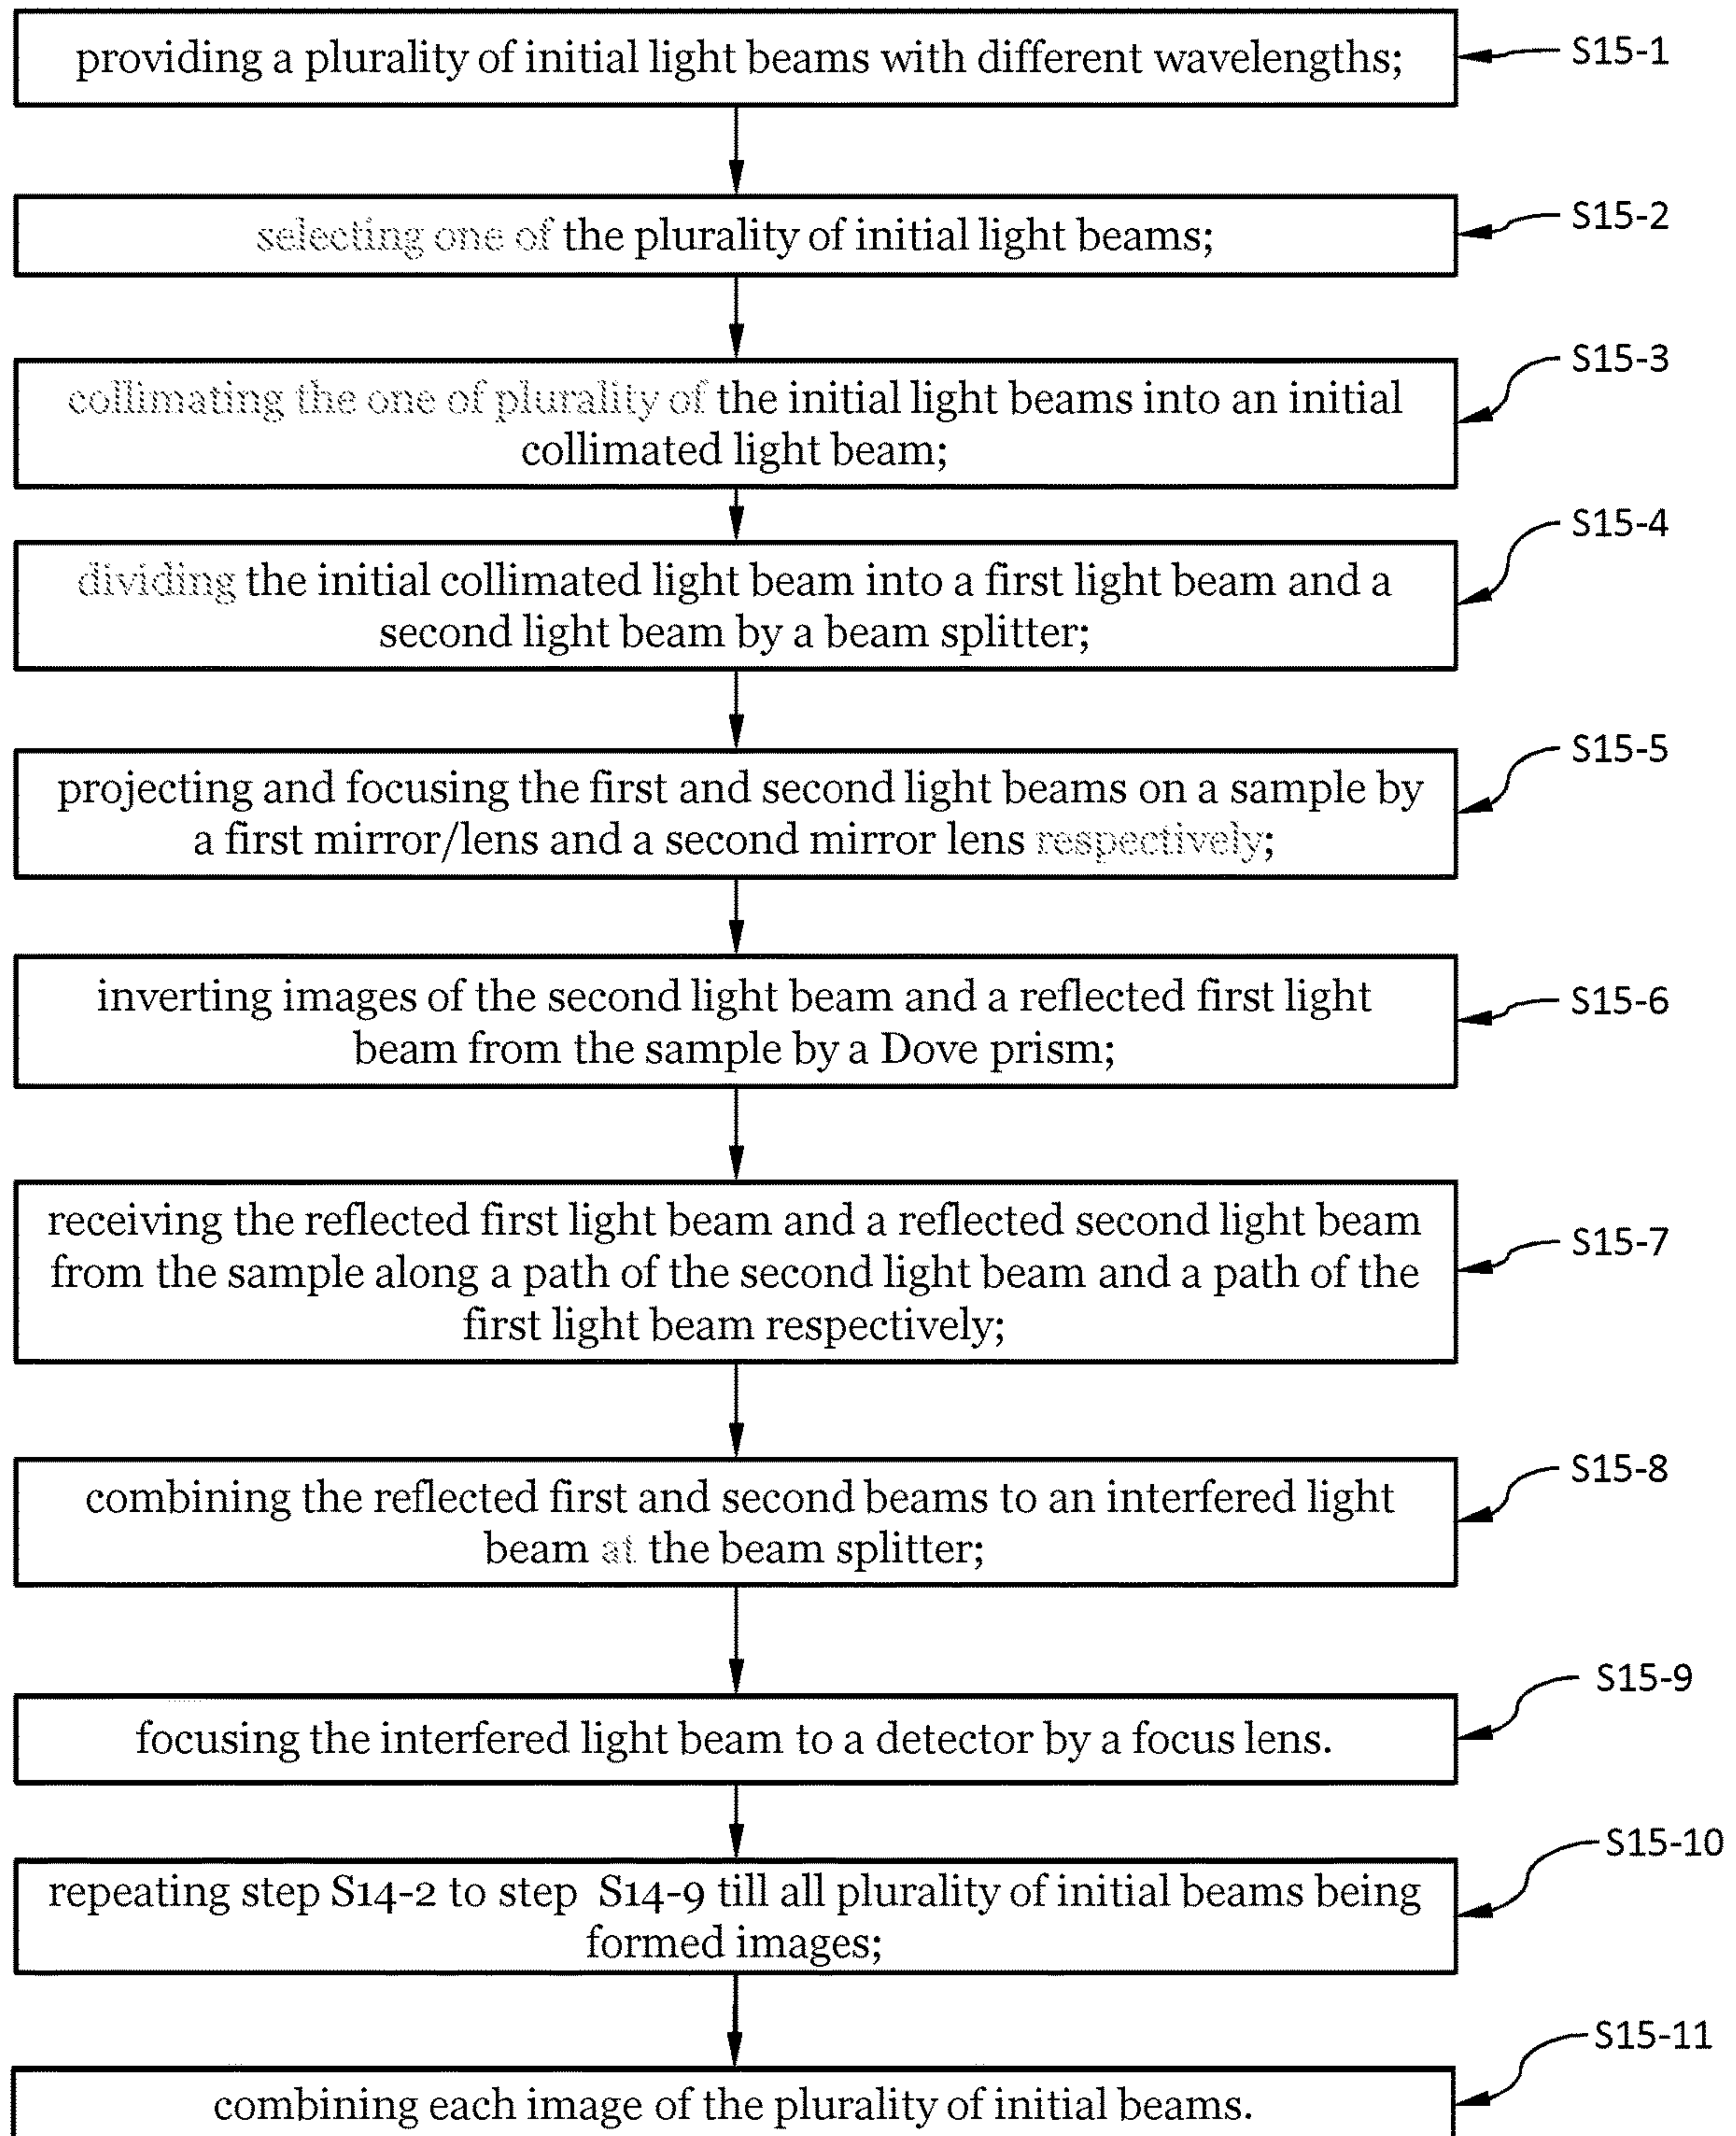 providing a plurality of initial light beams with different wavelengths;
S15-1
selecting one of the plurality of initial light beams;
S15-2
collimating the one of plurality of the initial light beams into an initial
collimated light beam;
S15-3
dividing the initial collimated light beam into a first light beam and a
second light beam by a beam splitter;
S15-4
projecting and focusing the first and second light beams on a sample by
a first mirror/lens and a second mirror lens respectively;
S15-5
inverting images of the second light beam and a reflected first light
beam from the sample by a Dove prism;
S15-6
receiving the reflected first light beam and a reflected second light beam
from the sample along a path of the second light beam and a path of the
first light beam respectively;
S15-7
combining the reflected first and second beams to an interfered light
beam at the beam splitter;
S15-8
focusing the interfered light beam to a detector by a focus lens.
S15-9
repeating step S14-2 to step S14-9 till all plurality of initial beams being
formed images;
S15-10
combining each image of the plurality of initial beams.
S15-11